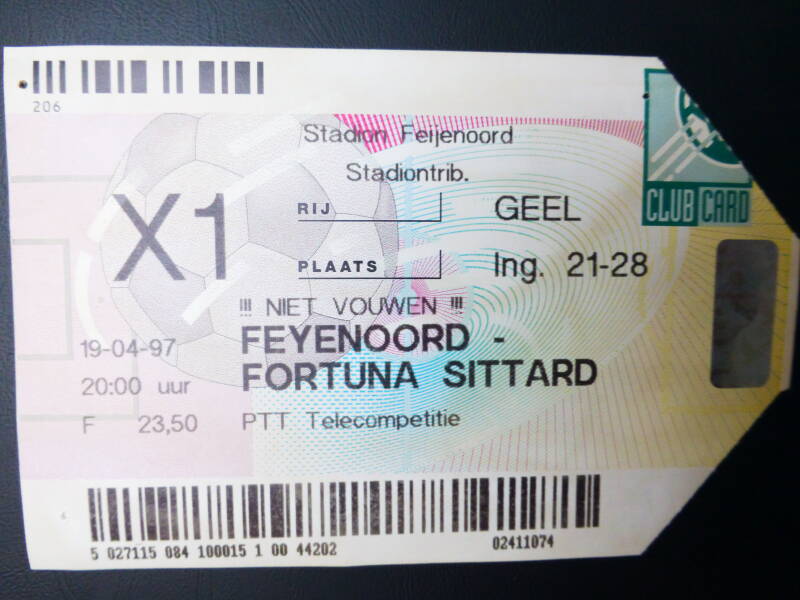 206
Stadion Feijenoord
Stadiontrib.
X1
RIJ
GEEL
PLAATS
Ing. 21-28
!!! NIET VOUWEN !!!
19-04-97
FEYENOORD -
20:00 uur
FORTUNA SITTARD
F 23,50
PTT Telecompetitie
CLUB CARD
5 027115 084 100015 1 00 44202
02411074